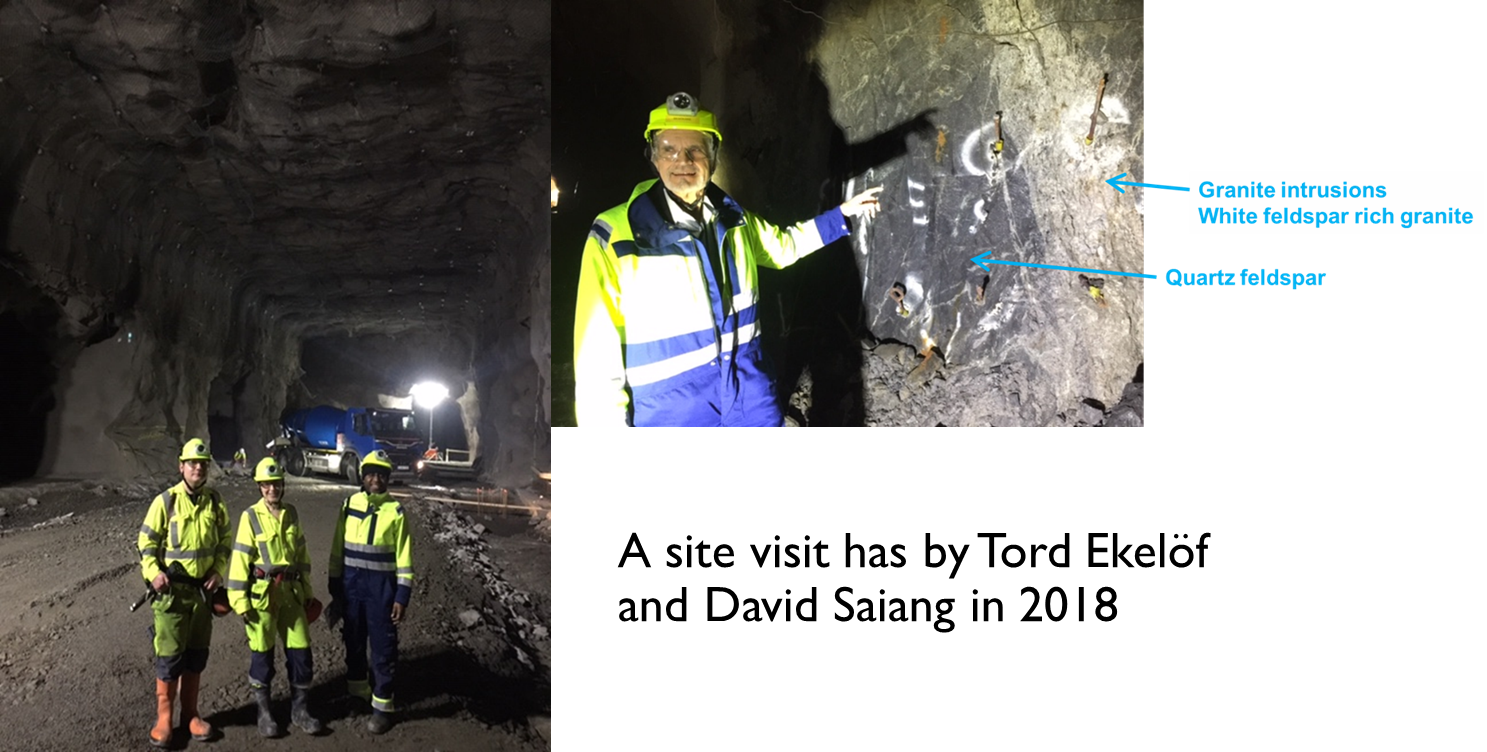 Granite intrusions
White feldspar rich granite
Quartz feldspar
A site visit has by Tord Ekelöf
and David Saiang in 2018